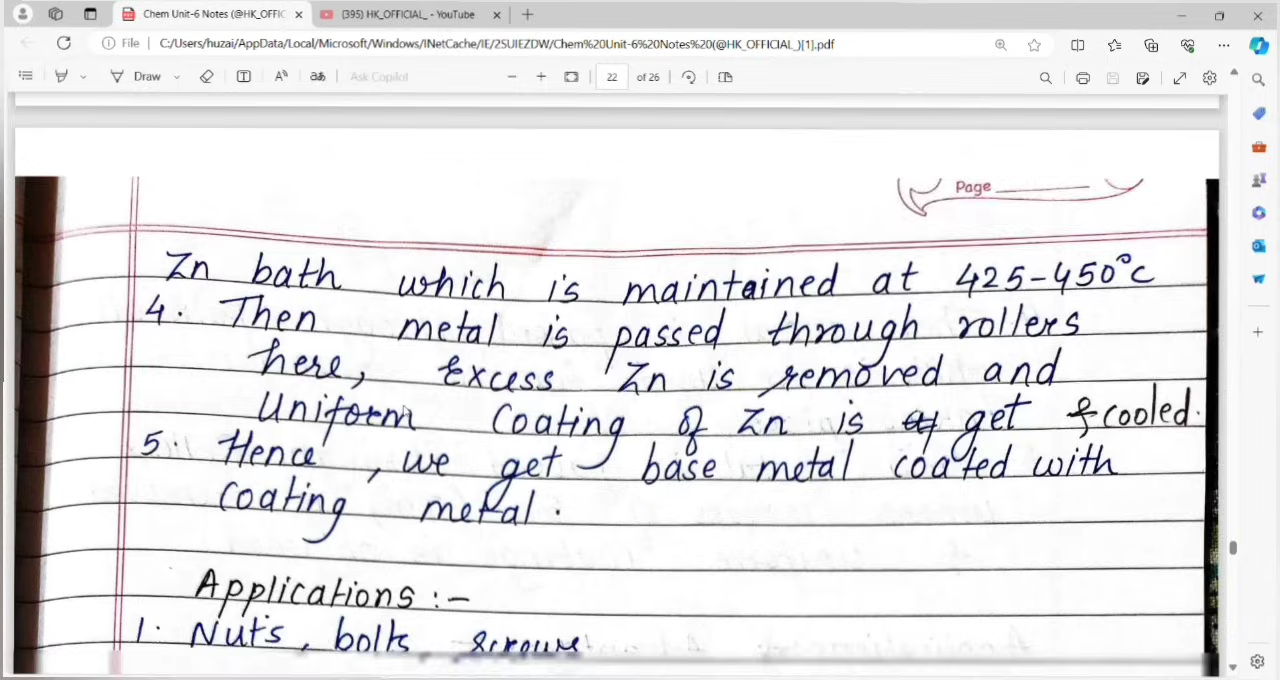 Chem Unit-6 Notes (@HK_OFFIC
(395) HK_OFFICIAL_ - YouTube
File
C:/Users/huzai/AppData/Local/Microsoft/Windows/INetCache/IE/2SUIEZDW/Chem%20Unit-6%20Notes%20(@HK_OFFICIAL_)[1].pdf
Draw
Ask Copilot
22 of 26
Page
Zn bath which is maintained at 425-450°c
4. Then metal is passed through rollers
here, Excess Zn is removed and
Uniform coating of Zn is get & cooled.
5. Hence, we get base metal coated with
coating metal.
Applications :-
1. Nuts, bolts, screws